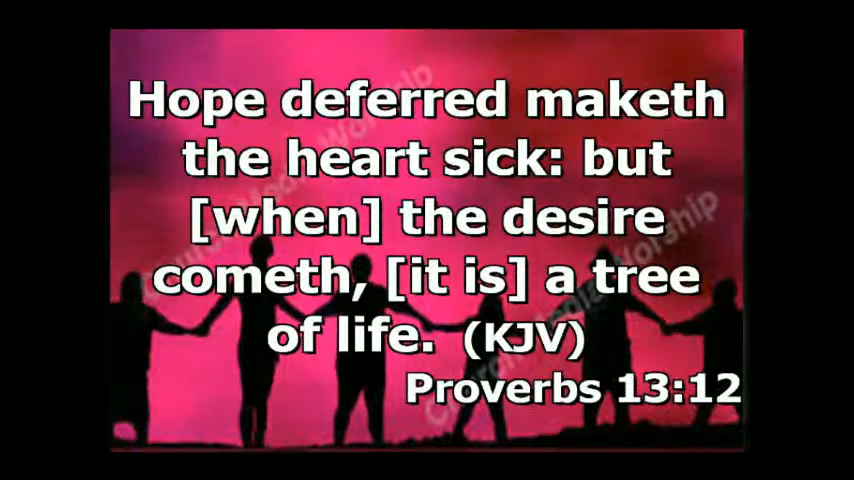 Hope deferred maketh
the heart sick: but
[when] the desire
cometh, [it is] a tree
of life. (KJV)
Proverbs 13:12